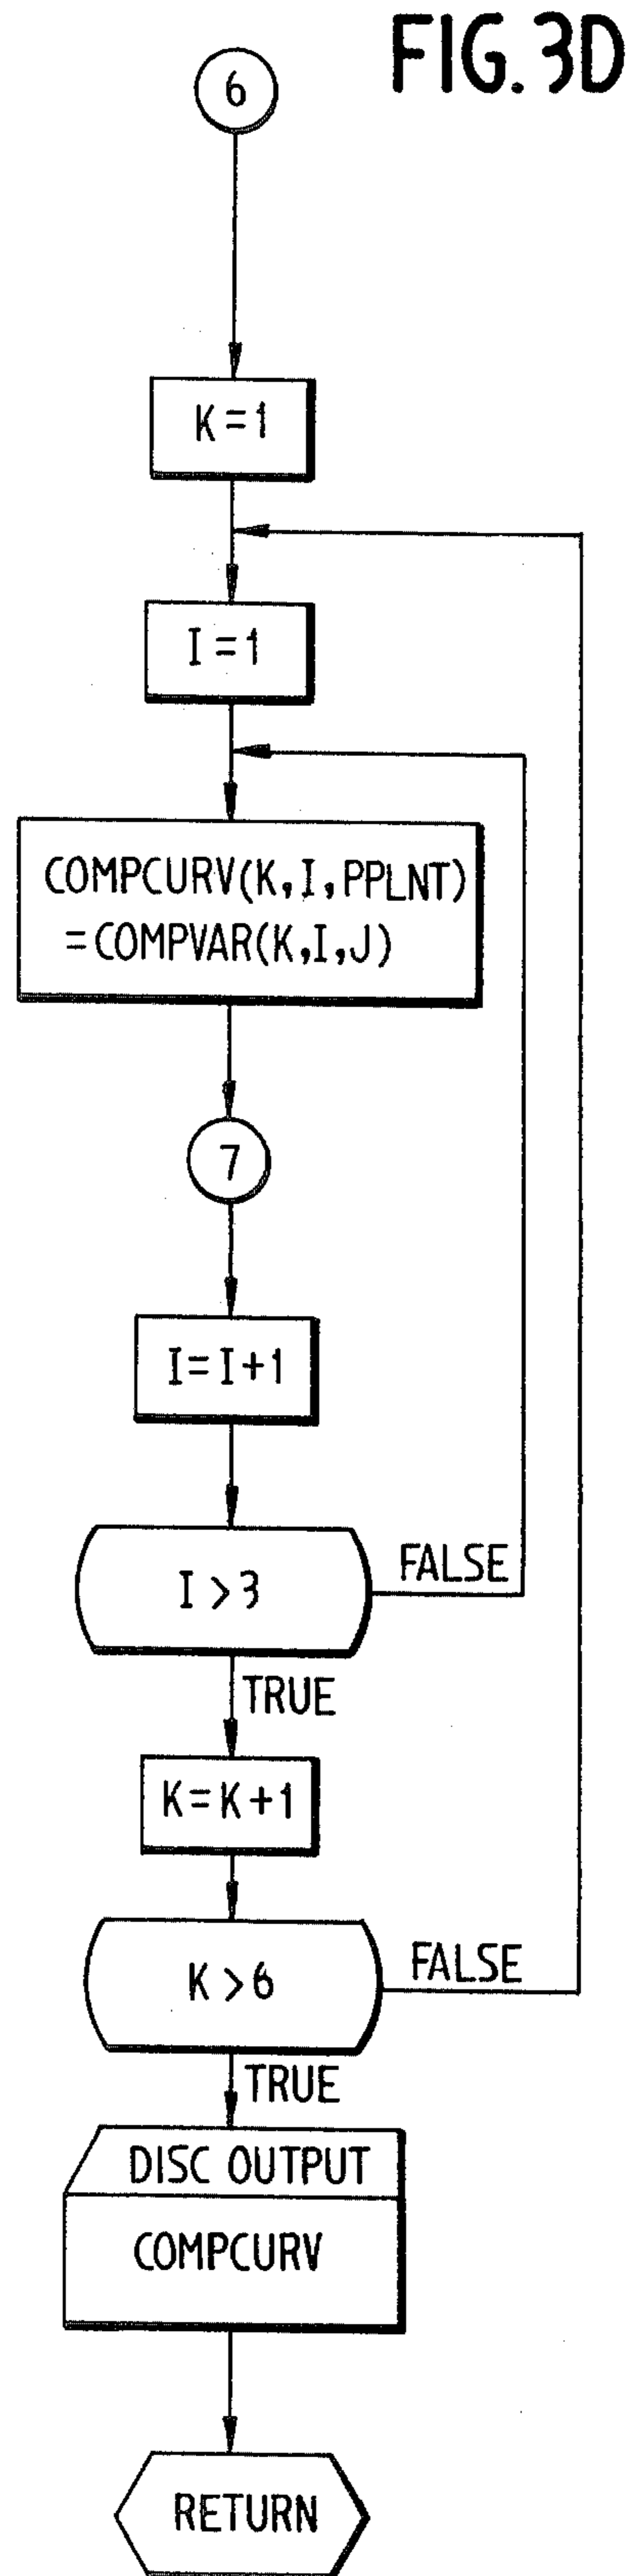 FIG. 3D
6
K=1
I=1
COMPCURV(K,I,PPLNT)
=COMPVAR(K,I,J)
7
I=I+1
I>3
FALSE
TRUE
K=K+1
K>6
FALSE
TRUE
DISC OUTPUT
COMPCURV
RETURN